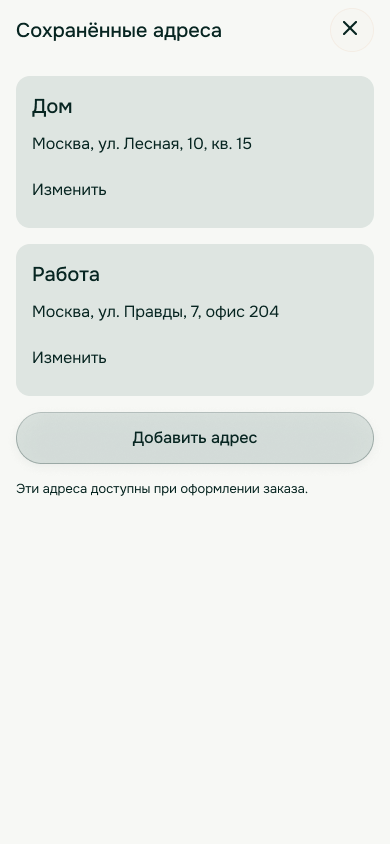 Сохранённые адреса
Дом
Москва, ул. Лесная, 10, кв. 15
Изменить
Работа
Москва, ул. Правды, 7, офис 204
Изменить
Добавить адрес
Эти адреса доступны при оформлении заказа.